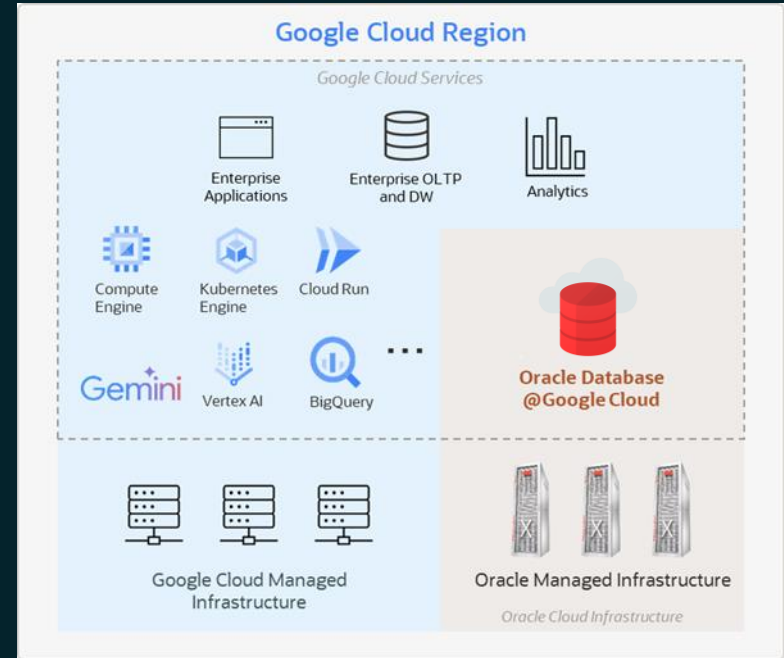 Google Cloud Region
Google Cloud Services
Enterprise
Applications
Enterprise OLTP
and DW
Analytics
Compute
Engine
Kubernetes
Engine
Cloud Run
Gemini
Vertex AI
BigQuery
...
Oracle Database
@Google Cloud
X
X
X
Google Cloud Managed
Infrastructure
Oracle Managed Infrastructure
Oracle Cloud Infrastructure